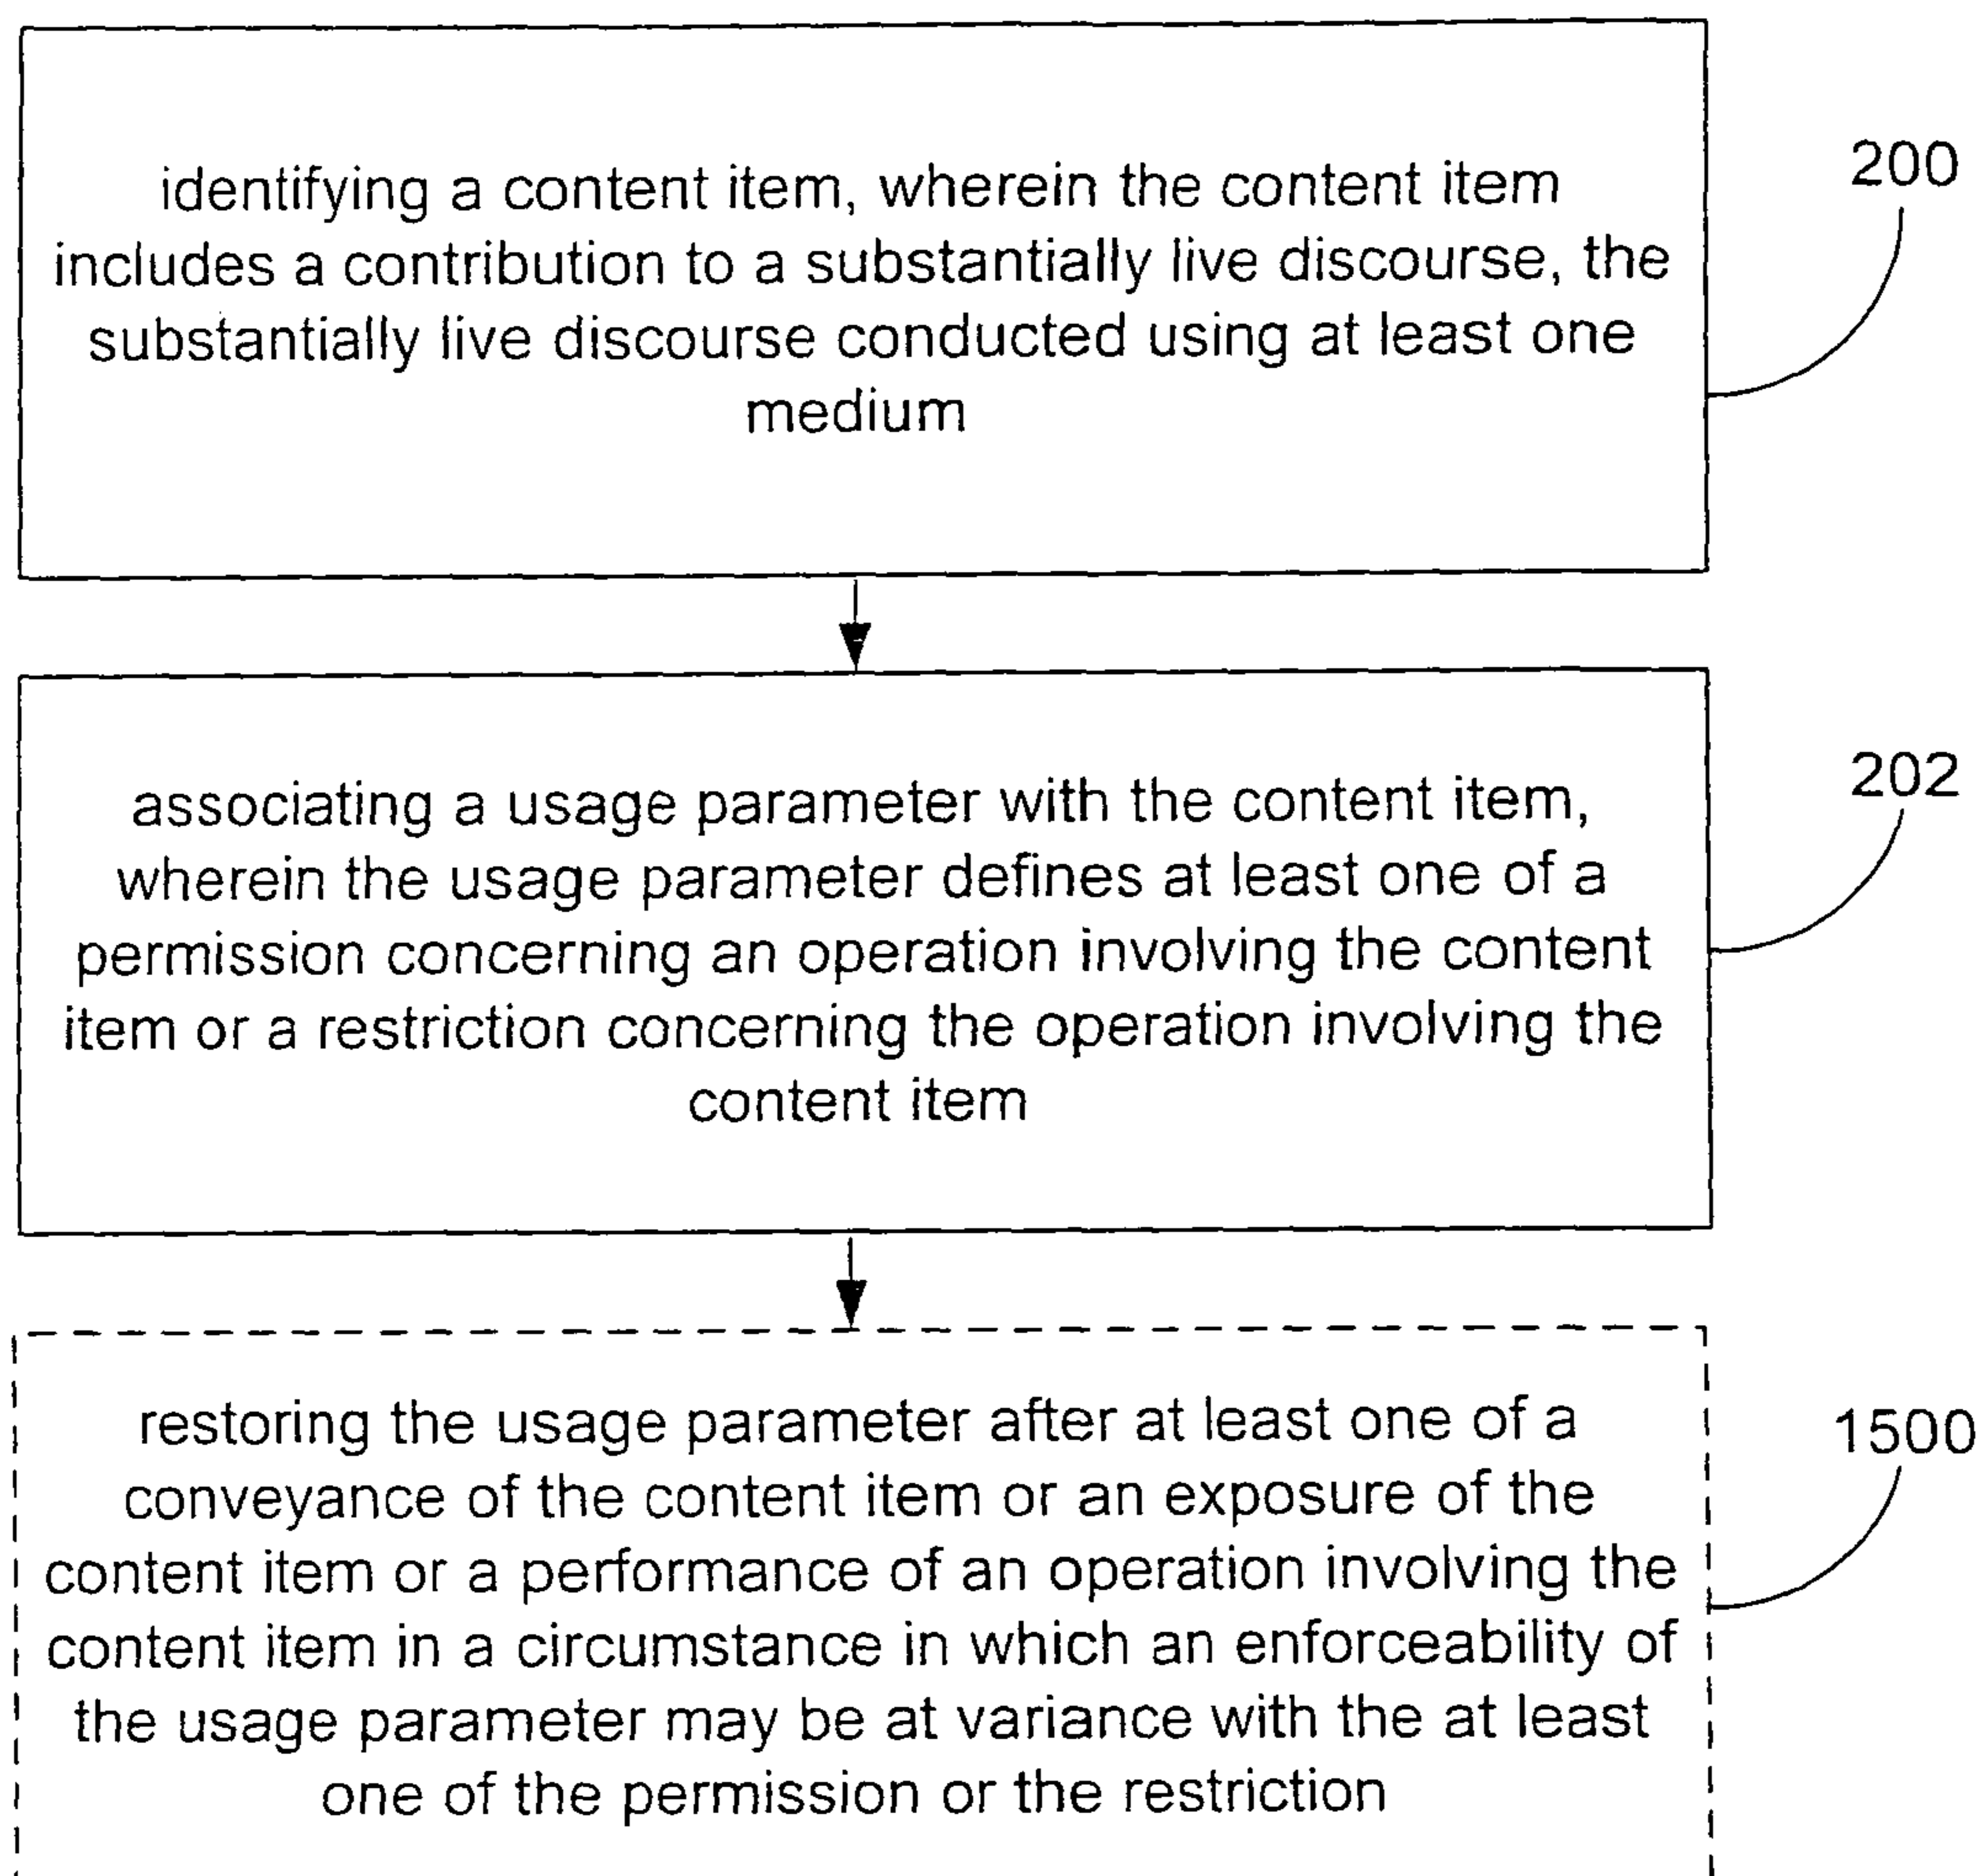 identifying a content item, wherein the content item
includes a contribution to a substantially live discourse, the
substantially live discourse conducted using at least one
medium
200
associating a usage parameter with the content item,
wherein the usage parameter defines at least one of a
permission concerning an operation involving the content
item or a restriction concerning the operation involving the
content item
202
restoring the usage parameter after at least one of a
conveyance of the content item or an exposure of the
content item or a performance of an operation involving the
content item in a circumstance in which an enforceability of
the usage parameter may be at variance with the at least
one of the permission or the restriction
1500